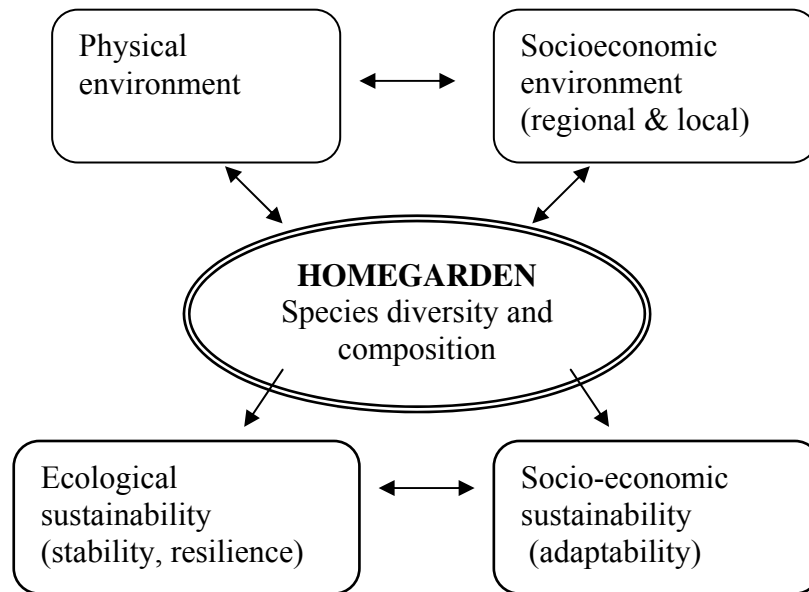 Physical
environment
Socioeconomic
environment
(regional & local)
HOMEGARDEN
Species diversity and
composition
Ecological
sustainability
(stability, resilience)
Socio-economic
sustainability
(adaptability)